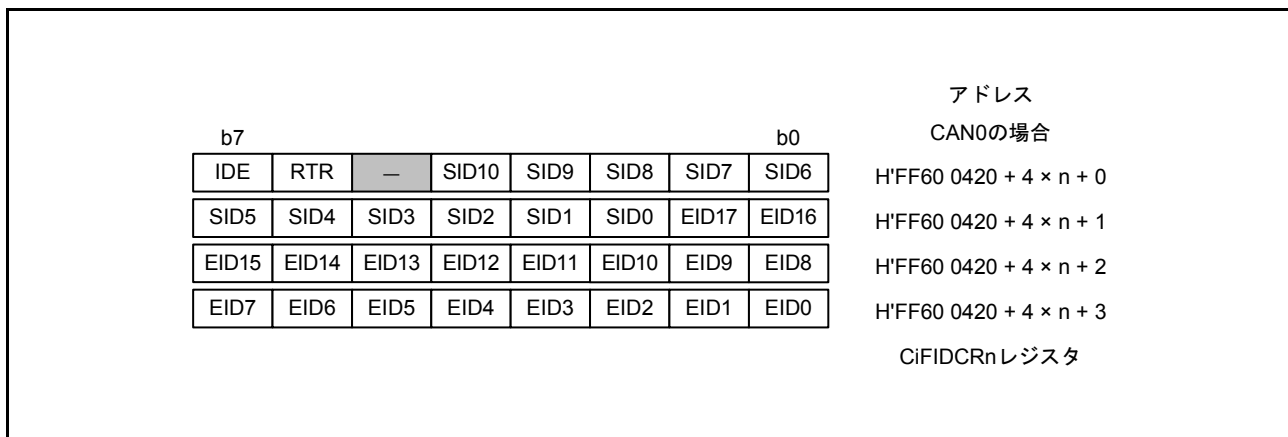 アドレス
b7 b0 CAN0の場合
IDE RTR — SID10 SID9 SID8 SID7 SID6 H'FF60 0420 + 4 × n + 0
SID5 SID4 SID3 SID2 SID1 SID0 EID17 EID16 H'FF60 0420 + 4 × n + 1
EID15 EID14 EID13 EID12 EID11 EID10 EID9 EID8 H'FF60 0420 + 4 × n + 2
EID7 EID6 EID5 EID4 EID3 EID2 EID1 EID0 H'FF60 0420 + 4 × n + 3
CiFIDCRnレジスタ